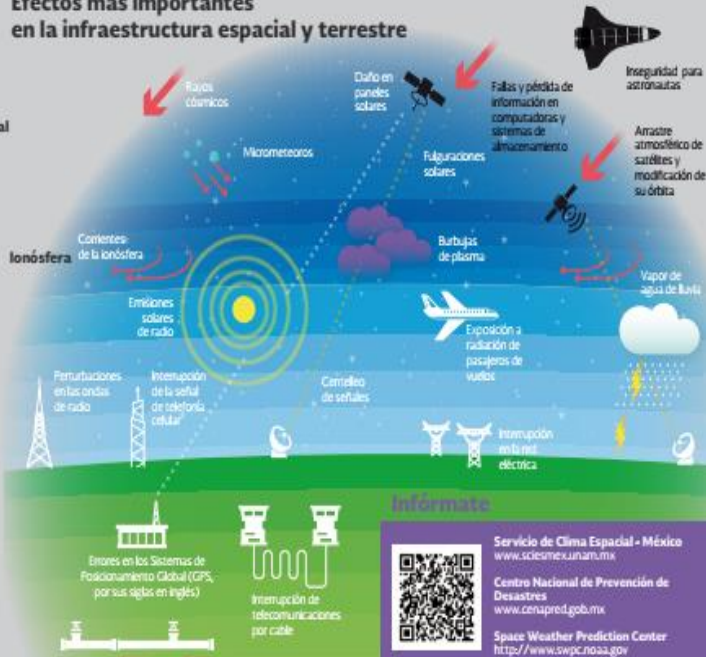 Efectos más importantes
en la infraestructura espacial y terrestre
Rayos
cósmicos
Micrometeoros
Daño en
paneles
solares
Fallas y pérdida de
información en
computadoras y
sistemas de
almacenamiento
Inseguridad para
astronautas
Fulguraciones
solares
Arrastre
atmosférico de
satélites y
modificación de
su órbita
al
Ionósfera
Corrientes
de la ionósfera
Burbujas
de plasma
Vapor de
agua de lluvia
Emisiones
solares
de radio
Exposición a
radiación de
pasajeros de
vuelos
Perturbaciones
en las ondas
de radio
Interrupción
de la señal
de telefonía
celular
Centelleo
de señales
Interrupción
en la red
eléctrica
Errores en los Sistemas de
Posicionamiento Global (GPS,
por sus siglas en inglés)
Interrupción de
telecomunicaciones
por cable
Infórmate
Servicio de Clima Espacial - México
www.sciesmex.unam.mx
Centro Nacional de Prevención de
Desastres
www.cenapred.gob.mx
Space Weather Prediction Center
http://www.swpc.noaa.gov